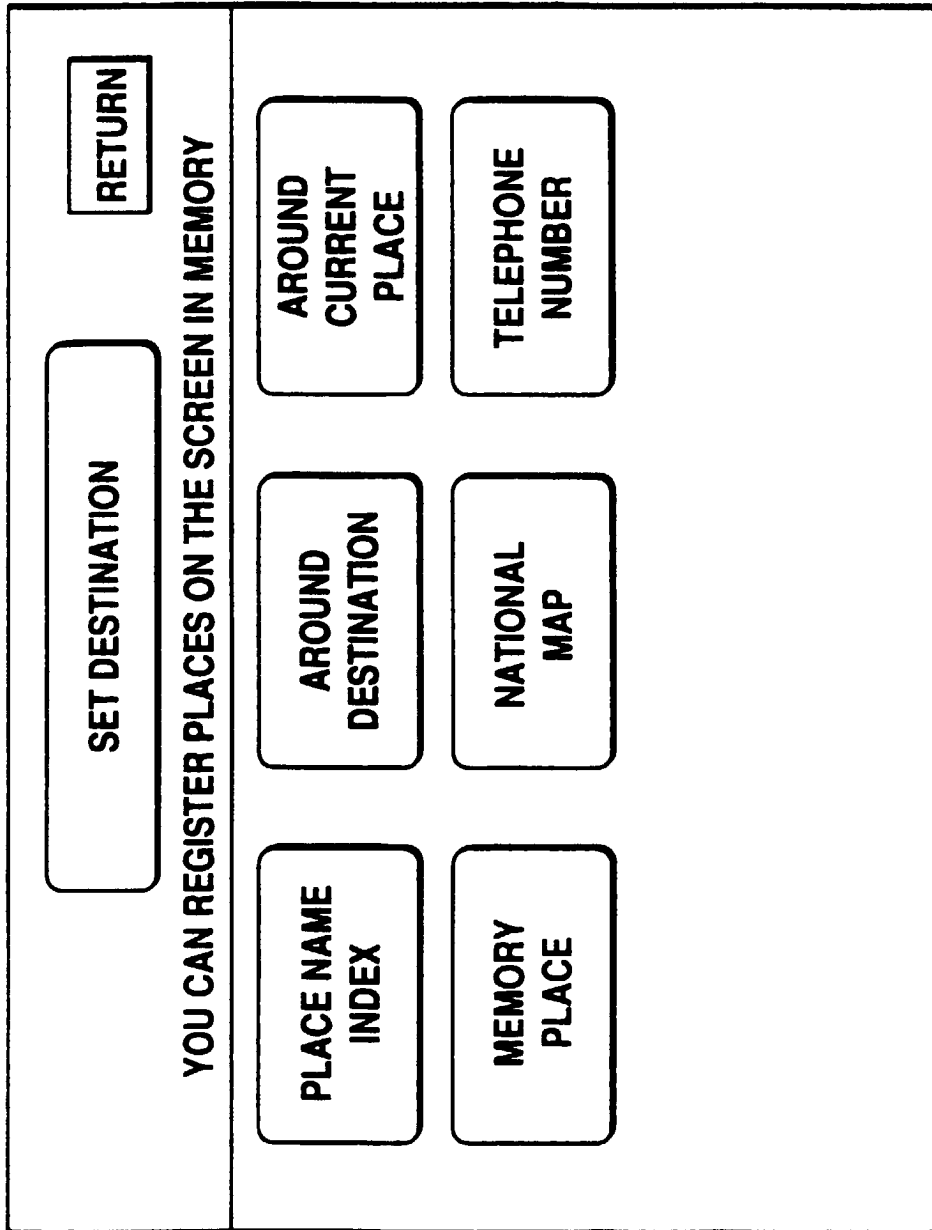 SET DESTINATION
RETURN
YOU CAN REGISTER PLACES ON THE SCREEN IN MEMORY
PLACE NAME
INDEX
AROUND
DESTINATION
AROUND
CURRENT
PLACE
MEMORY
PLACE
NATIONAL
MAP
TELEPHONE
NUMBER